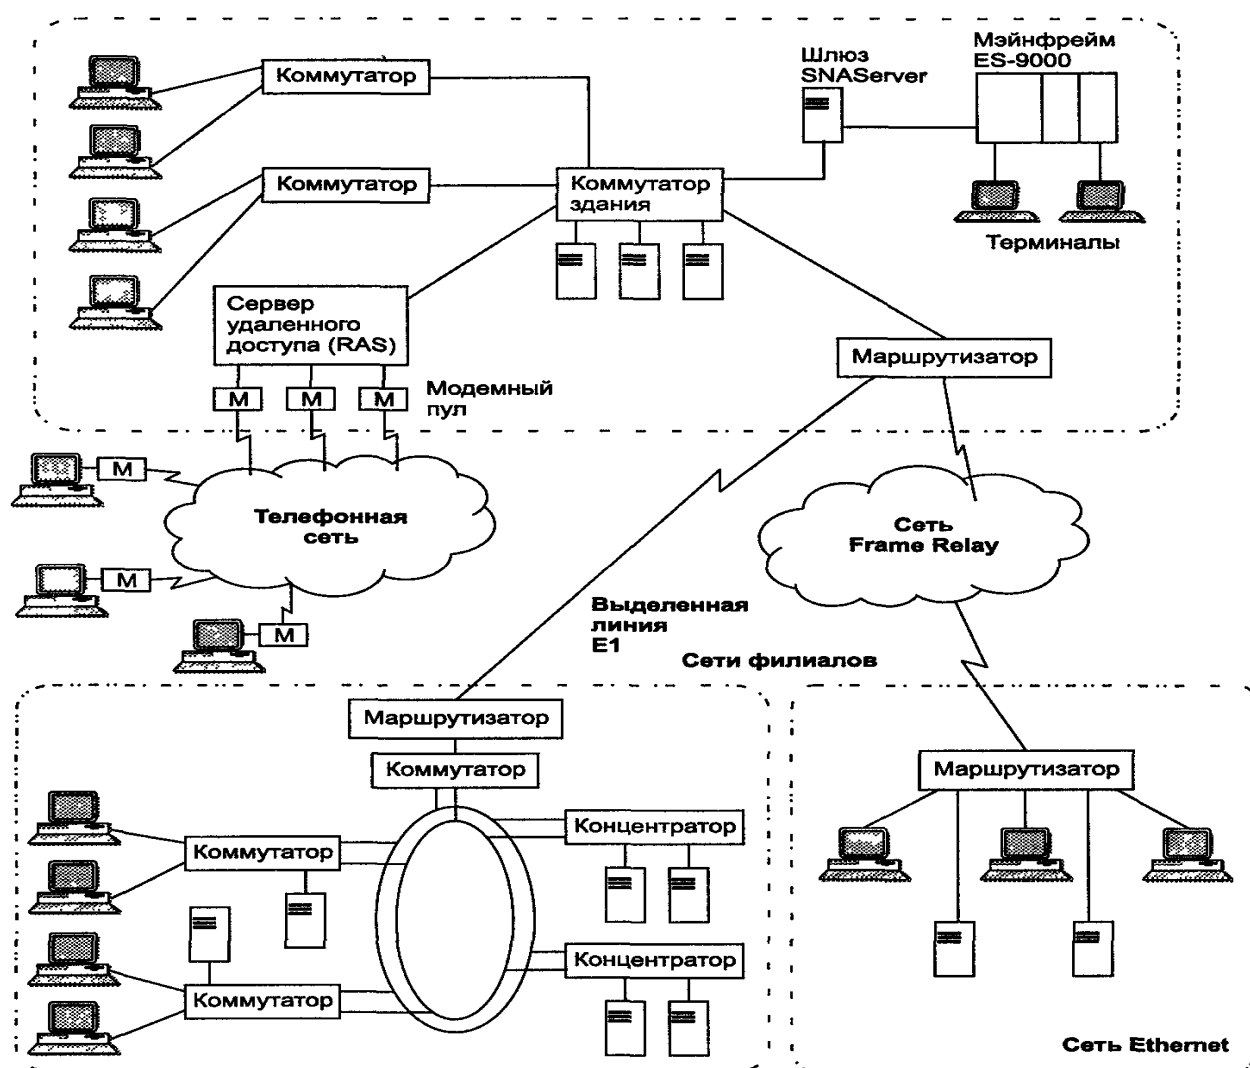 Шлюз
SNAServer
Мэйнфрейм
ES-9000
Коммутатор
Коммутатор
Коммутатор
здания
Терминалы
Сервер
удаленного
доступа (RAS)
Маршрутизатор
М
М
М
Модемный
пул
М
Телефонная
сеть
Сеть
Frame Relay
М
М
Выделенная
линия
E1
Сети филиалов
Маршрутизатор
Коммутатор
Маршрутизатор
Концентратор
Коммутатор
Концентратор
Коммутатор
Сеть Ethernet